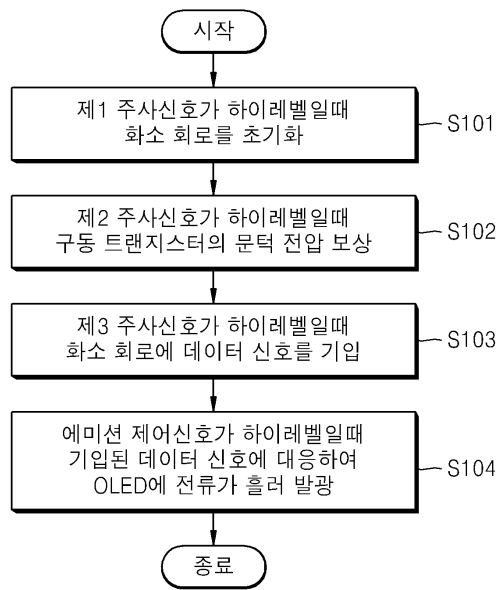 시작
제1 주사신호가 하이레벨일때
화소 회로를 초기화
S101
제2 주사신호가 하이레벨일때
구동 트랜지스터의 문턱 전압 보상
S102
제3 주사신호가 하이레벨일때
화소 회로에 데이터 신호를 기입
S103
에미션 제어신호가 하이레벨일때
기입된 데이터 신호에 대응하여
OLED에 전류가 흘러 발광
S104
종료